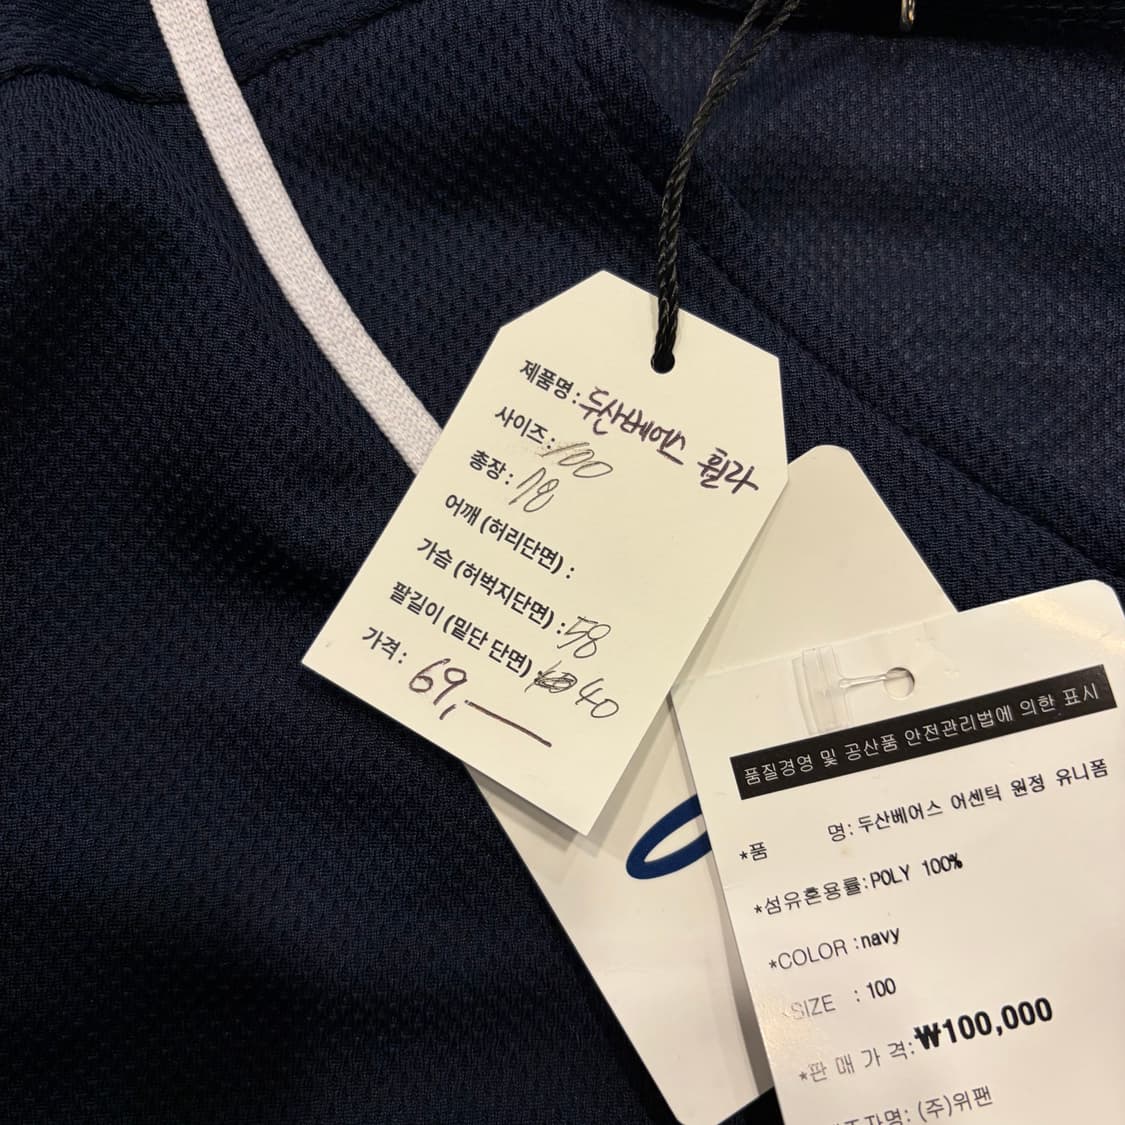 제품명 : 두산베어스 휠라
사이즈 : 100
총장 : 78
어깨 (허리단면) :
가슴 (허벅지단면) : 58
팔길이 (밑단 단면) : 40
가격 : 69,
품질경영 및 공산품 안전관리법에 의한 표시
*품 명: 두산베어스 어센틱 원정 유니폼
*섬유혼용률:POLY 100%
*COLOR :navy
*SIZE : 100
*판 매 가 격:₩100,000
자명: (주)위팬